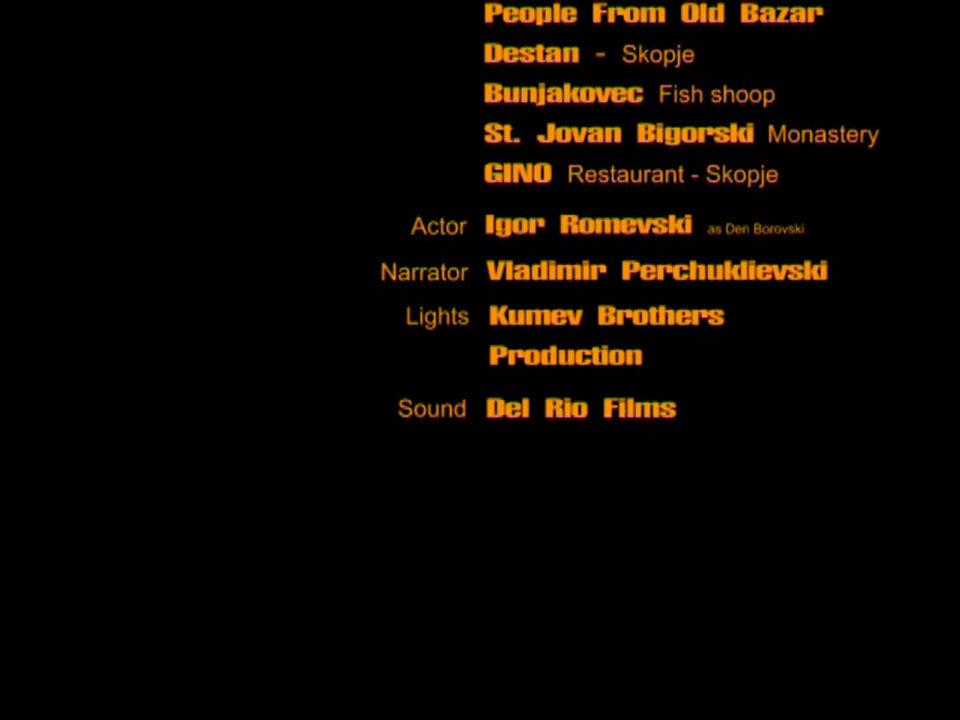 People From Old Bazar
Destan - Skopje
Bunjakovec Fish shoop
St. Jovan Bigorski Monastery
GINO Restaurant - Skopje
Actor Igor Romevski as Den Borovski
Narrator Vladimir Perchuklievski
Lights Kumev Brothers
Production
Sound Del Rio Films